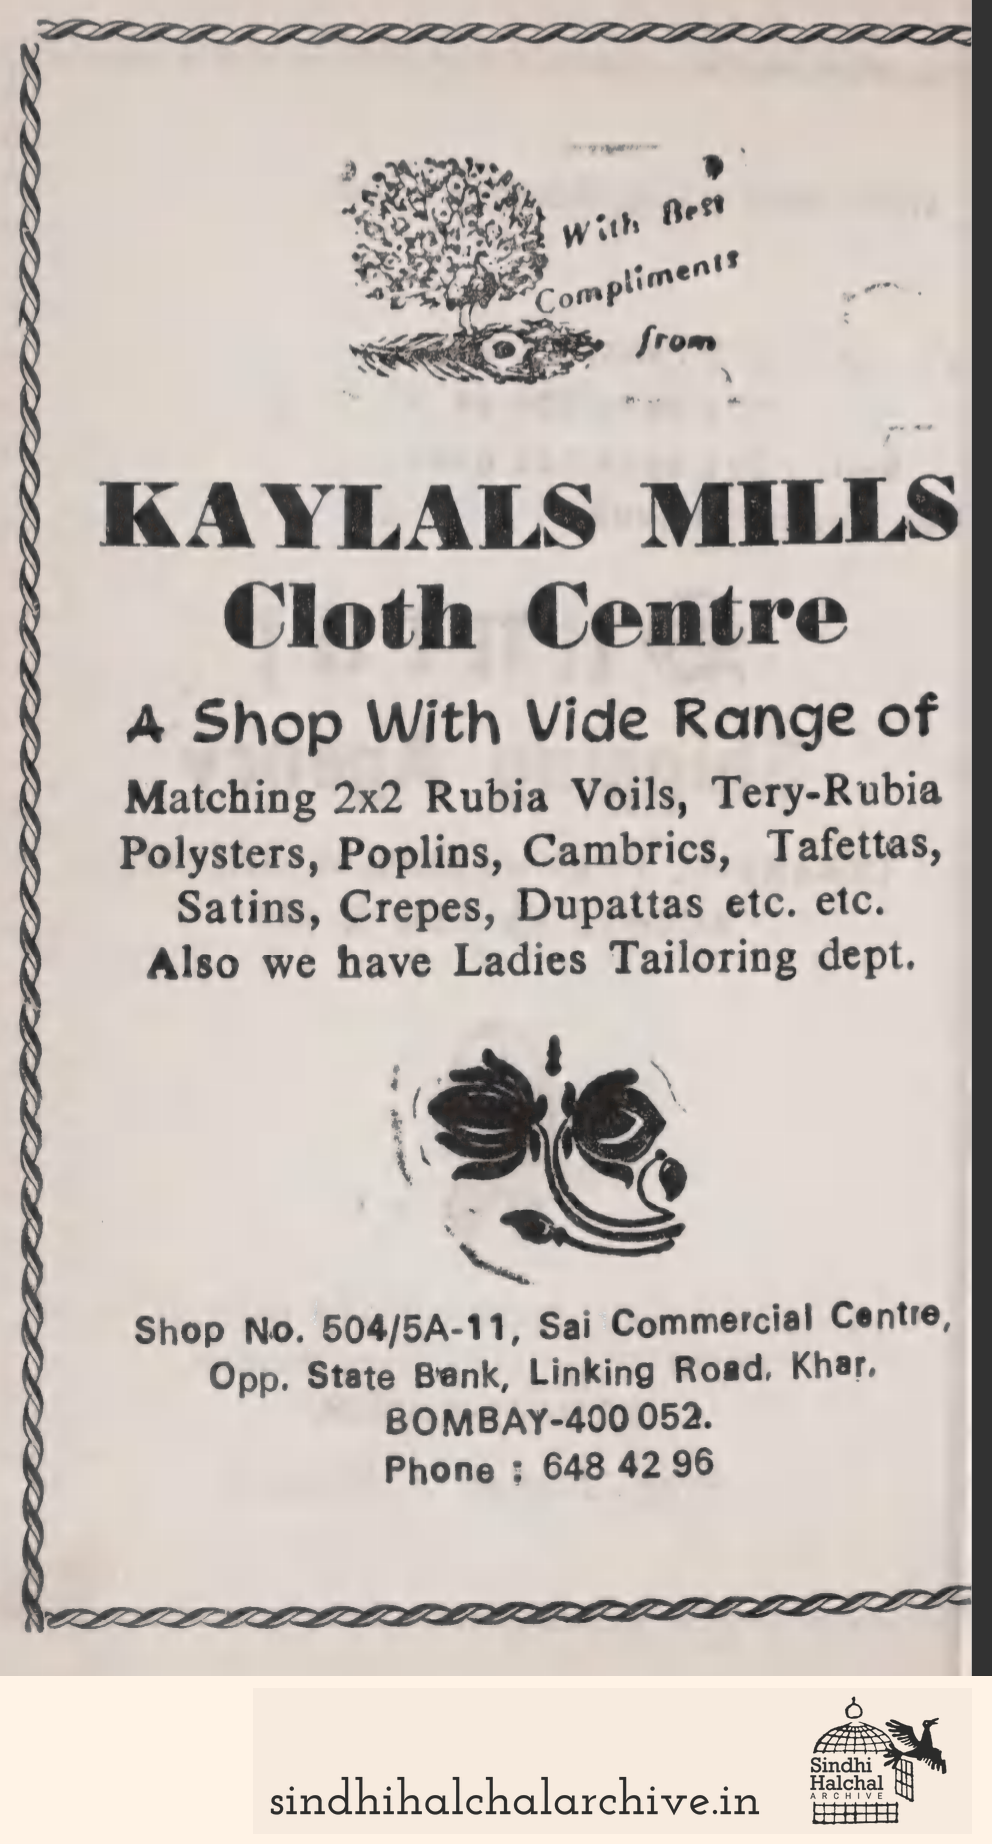 With Best
Compliments
from
KAYLALS MILLS
Cloth Centre
A Shop With Vide Range of
Matching 2x2 Rubia Voils, Tery-Rubia
Polysters, Poplins, Cambrics, Tafettas,
Satins, Crepes, Dupattas etc. etc.
Also we have Ladies Tailoring dept.
Shop No. 504/5A-11, Sai Commercial Centre,
Opp. State Bank, Linking Road, Khar,
BOMBAY-400 052.
Phone : 648 42 96
sindhihalchalarchive.in
Sindhi
Halchal
ARCHIVE